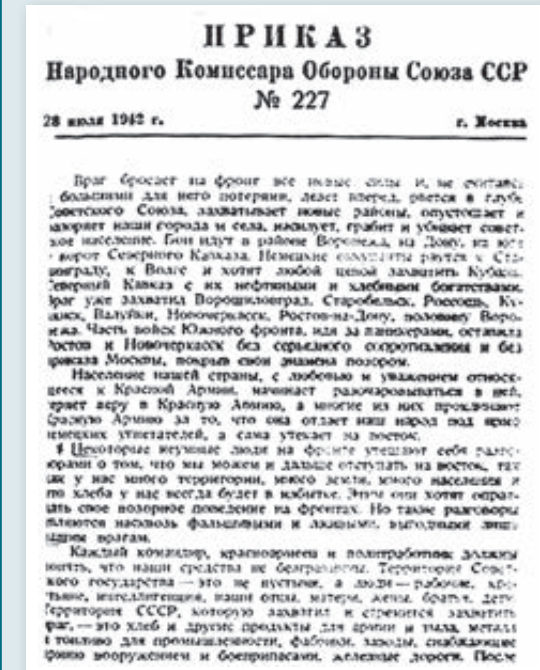 ПРИКАЗ
Народного Комиссара Обороны Союза ССР
№ 227
28 июля 1942 г. г. Москва
Враг бросает на фронт все новые силы и, не считаясь
большими для него потерями, лезет вперед, рвется в глубь
Советского Союза, захватывает новые районы, опустошает и
разоряет наши города и села, насилует, грабит и убивает совет-
ское население. Бои идут в районе Воронежа, на Дону, на юге
ворот Северного Кавказа. Немецкие оккупанты рвутся к Ста-
линграду, к Волге и хотят любой ценой захватить Кубань,
Северный Кавказ с их нефтяными и хлебными богатствами.
Враг уже захватил Ворошиловград, Старобельск, Россошь, Ку-
пянск, Валуйки, Новочеркасск, Ростов-на-Дону, половину Воро-
нежа. Часть войск Южного фронта, идя за паникерами, оставила
Ростов и Новочеркасск без серьезного сопротивления и без
приказа Москвы, покрыв свои знамена позором.
Население нашей страны, с любовью и уважением относя-
щееся к Красной Армии, начинает разочаровываться в ней,
теряет веру в Красную Армию, а многие из них проклинают
Красную Армию за то, что она отдает наш народ под ярмо
немецких угнетателей, а сама утекает на восток.
Некоторые неумные люди на фронте утешают себя разго-
ворами о том, что мы можем и дальше отступать на восток, так
как у нас много территории, много земли, много населения и
что хлеба у нас всегда будет в избытке. Этим они хотят оправ-
дать свое позорное поведение на фронтах. Но такие разговоры
являются насквозь фальшивыми и лживыми, выгодными лишь
нашим врагам.
Каждый командир, красноармеец и политработник должны
понять, что наши средства не безграничны. Территория Совет-
ского государства — это не пустыня, а люди — рабочие, кре-
стьяне, интеллигенция, наши отцы, матери, жены, братья, дети.
Территория СССР, которую захватил и стремится захватить
враг, — это хлеб и другие продукты для армии и тыла, металл
и топливо для промышленности, фабрики, заводы, снабжающие
армию вооружением и боеприпасами, железные дороги. После